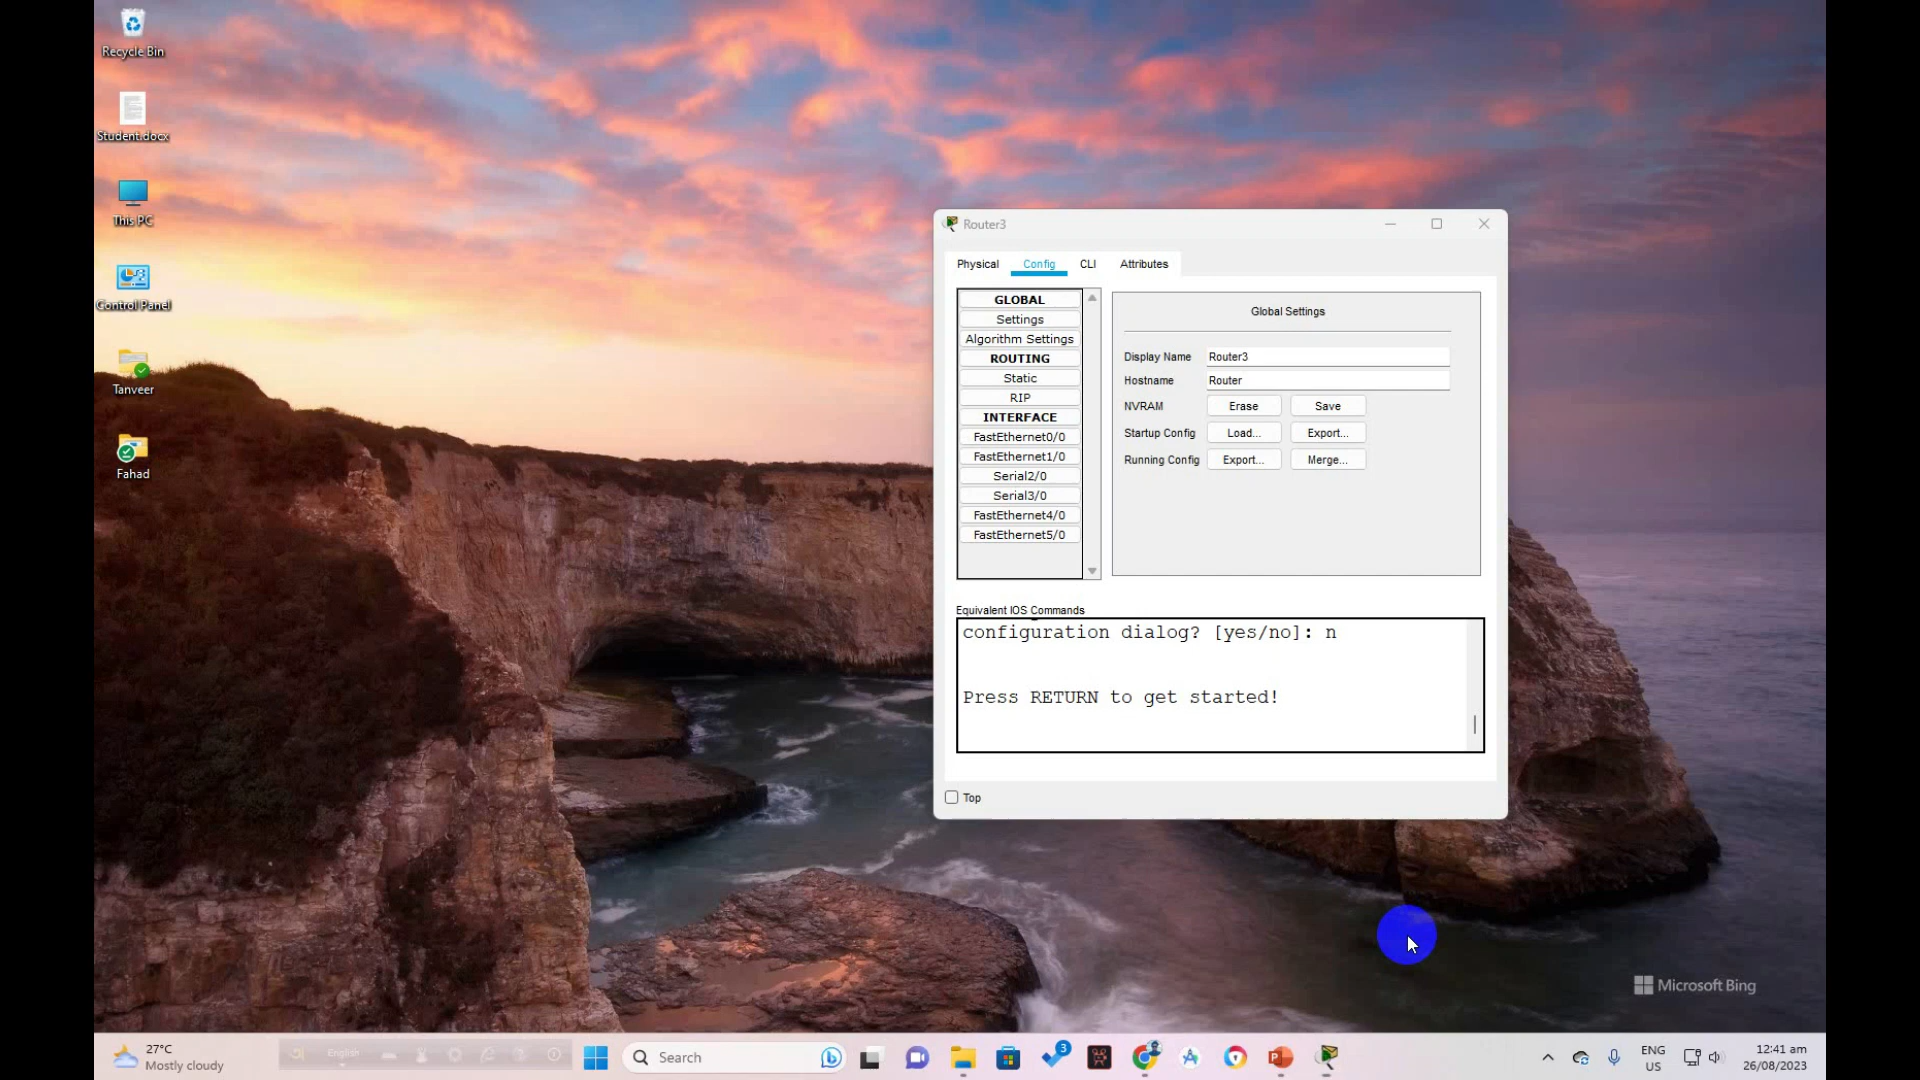 Recycle Bin
Student.docx
This PC
Control Panel
Tanveer
Fahad
Router3
Physical
Config
CLI
Attributes
GLOBAL
Settings
Algorithm Settings
ROUTING
Static
RIP
INTERFACE
FastEthernet0/0
FastEthernet1/0
Serial2/0
Serial3/0
FastEthernet4/0
FastEthernet5/0
Global Settings
Display Name Router3
Hostname Router
NVRAM Erase Save
Startup Config Load... Export...
Running Config Export... Merge...
Equivalent IOS Commands
configuration dialog? [yes/no]: n
Press RETURN to get started!
Top
Microsoft Bing
27°C
Mostly cloudy
English
Search
3
ENG
US
12:41 am
26/08/2023